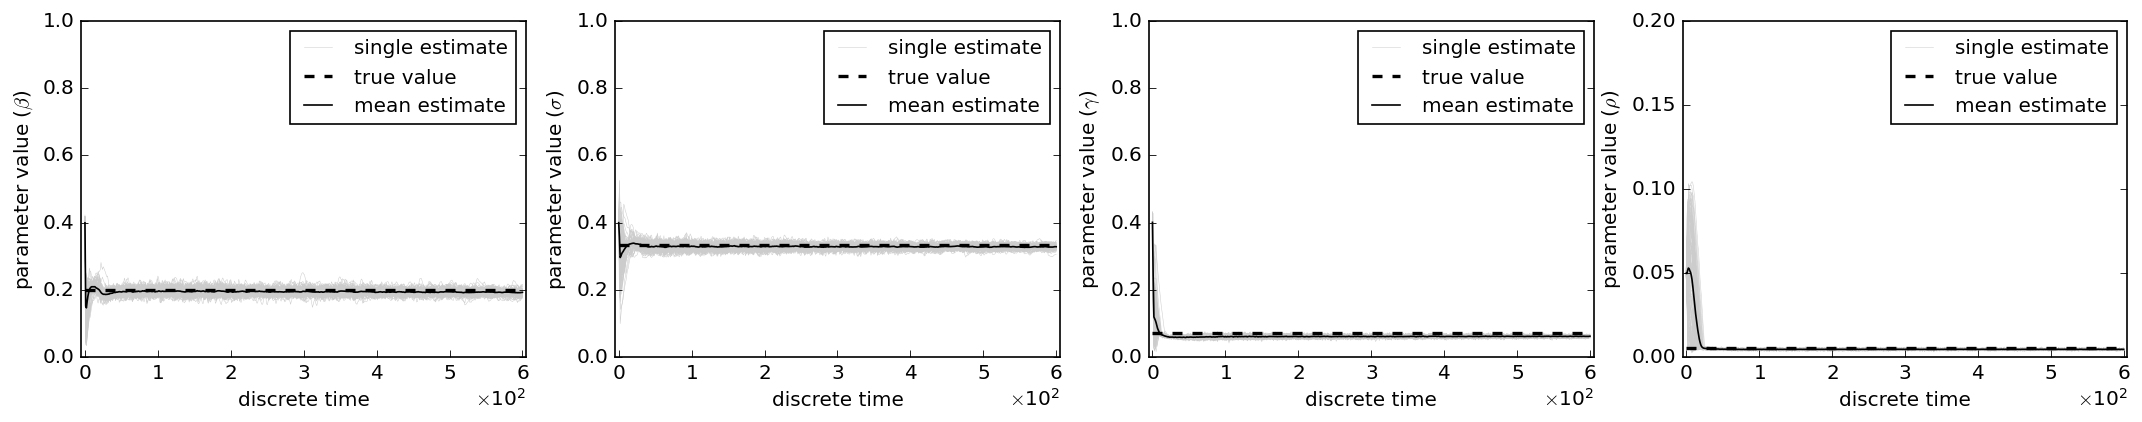 parameter value (β)
1.0
0.8
0.6
0.4
0.2
0.0
single estimate
true value
mean estimate
0 1 2 3 4 5 6
discrete time
×10²
parameter value (σ)
1.0
0.8
0.6
0.4
0.2
0.0
single estimate
true value
mean estimate
0 1 2 3 4 5 6
discrete time
×10²
parameter value (γ)
1.0
0.8
0.6
0.4
0.2
0.0
single estimate
true value
mean estimate
0 1 2 3 4 5 6
discrete time
×10²
parameter value (ρ)
0.20
0.15
0.10
0.05
0.00
single estimate
true value
mean estimate
0 1 2 3 4 5 6
discrete time
×10²